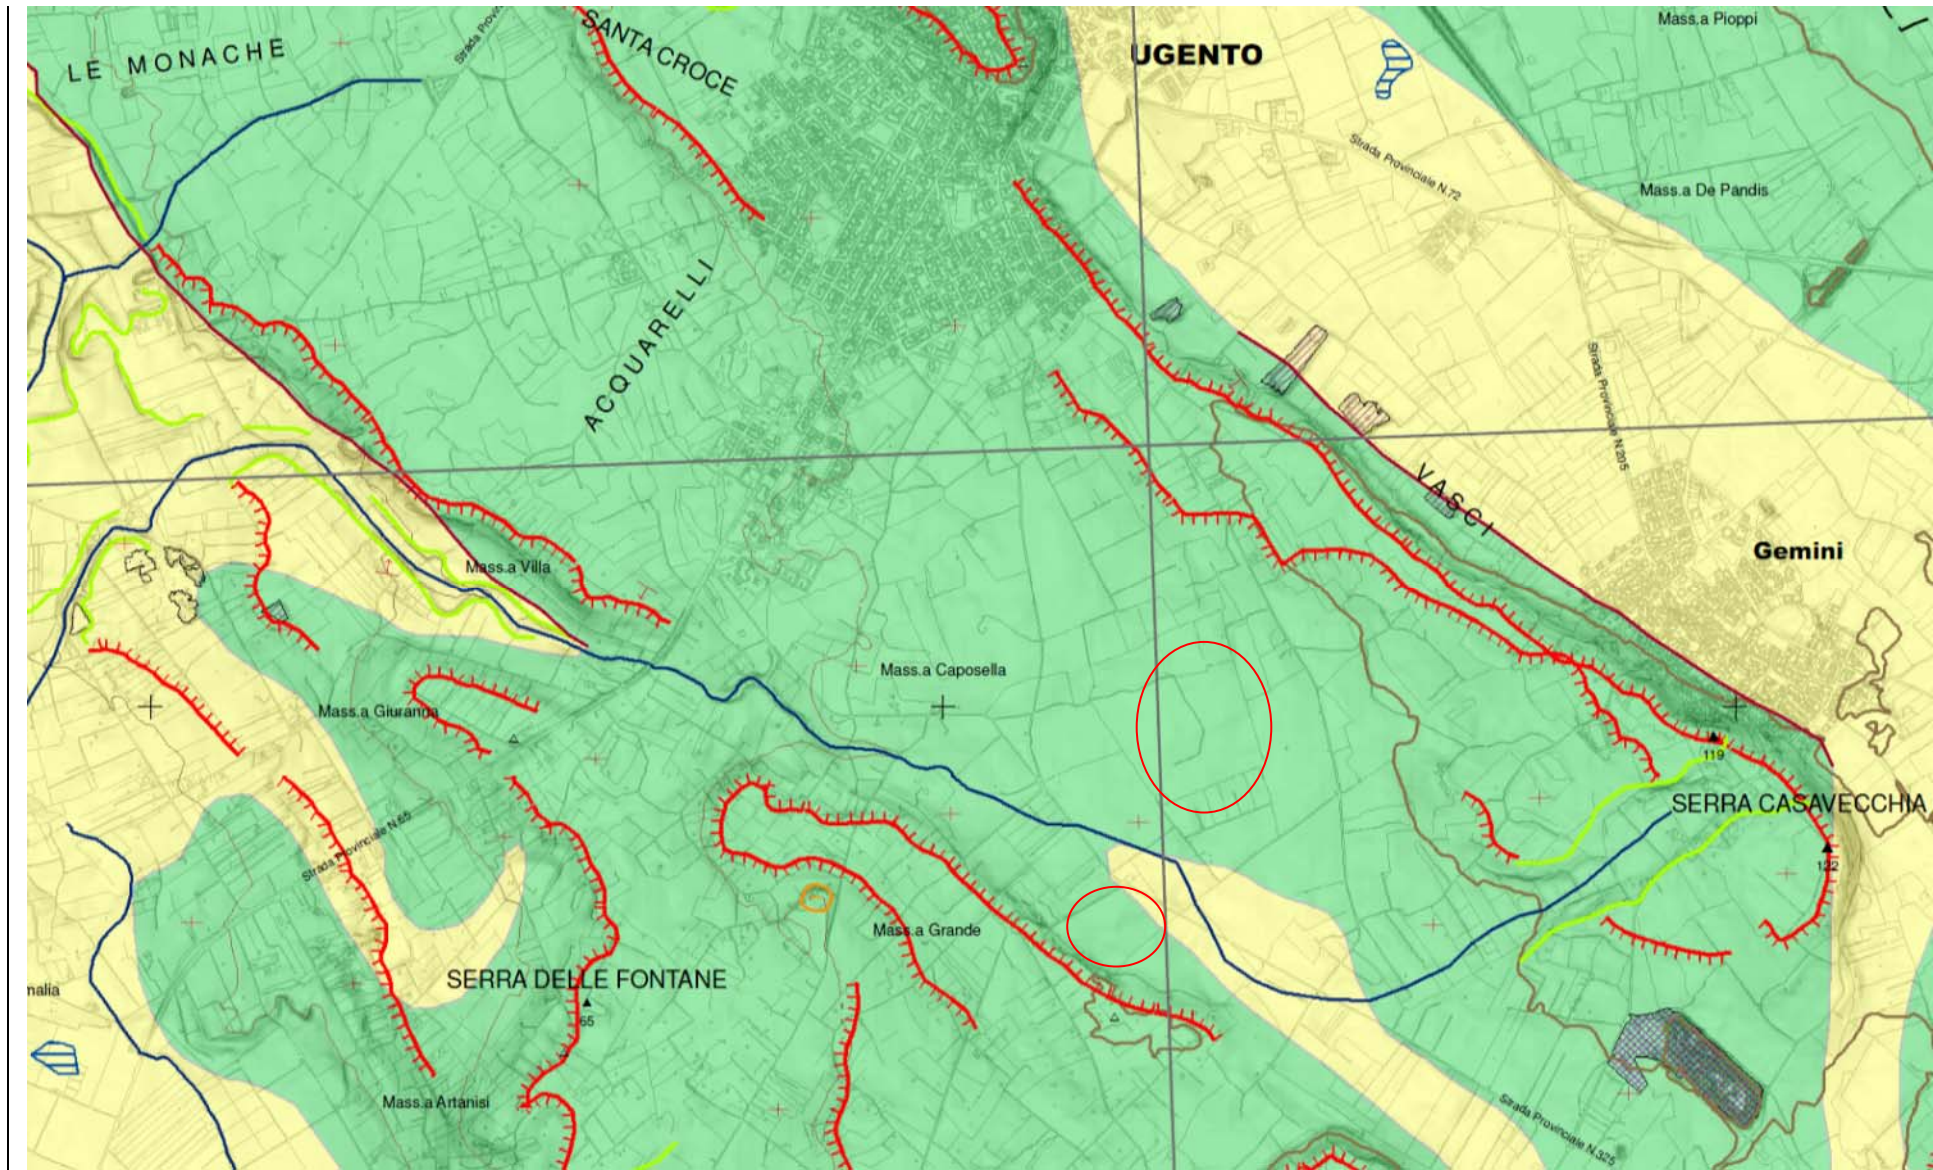 Mass.a Pioppi
SANTA CROCE
UGENTO
LE MONACHE
Strada Provinciale N.72
Mass.a De Pandis
ACQUARELLI
Strada Provinciale N.205
VASCI
Gemini
Mass.a Villa
Mass.a Caposella
Mass.a Giuranna
119
SERRA CASAVECCHIA
Strada Provinciale N.65
122
Mass.a Grande
SERRA DELLE FONTANE
65
Mass.a Artanisi
Strada Provinciale N.325